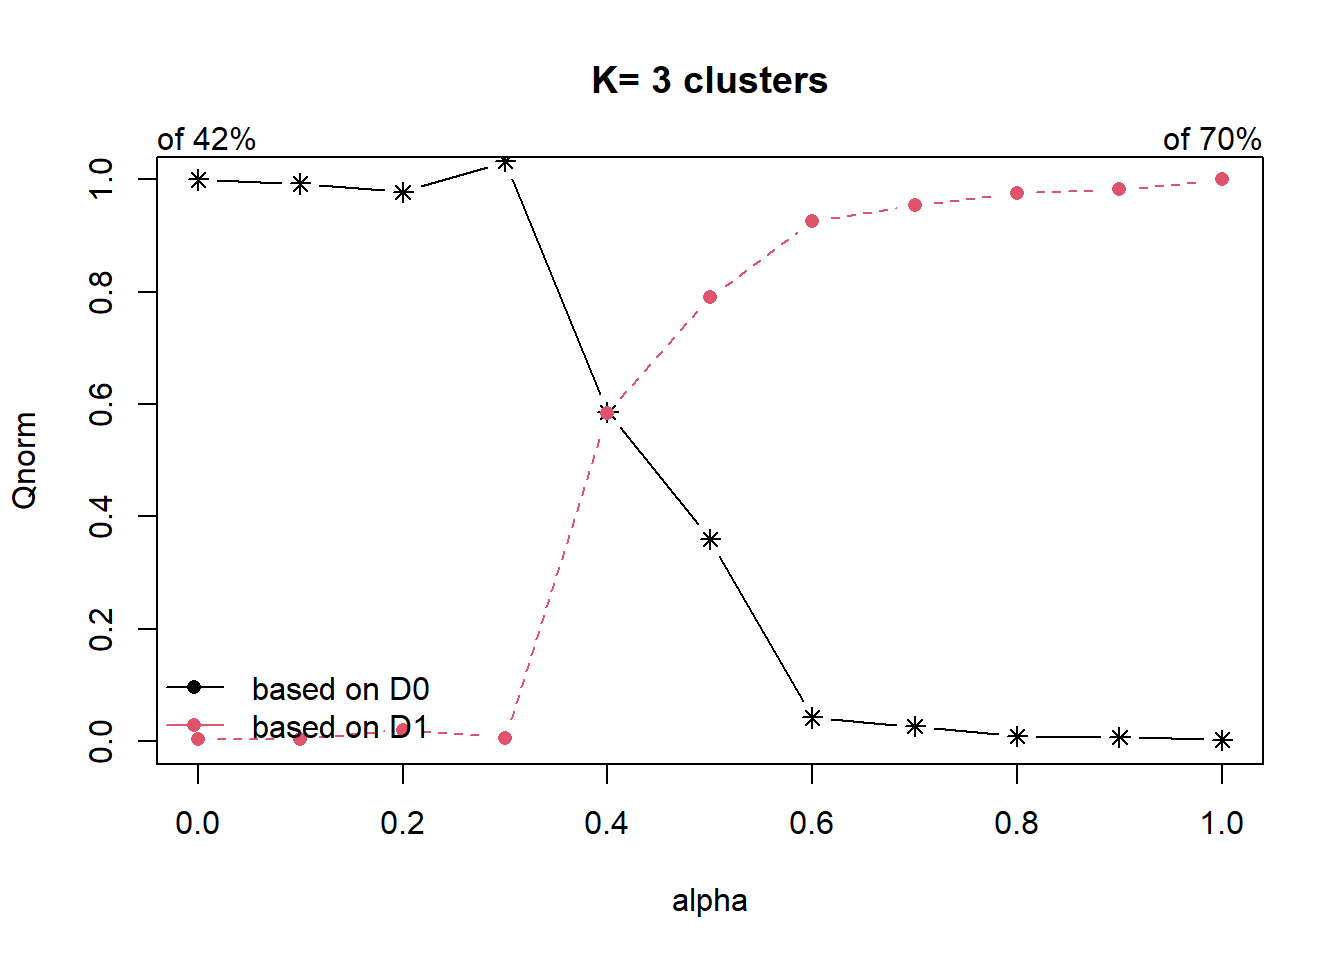 K= 3 clusters
of 42%
of 70%
Qnorm
1.0
0.8
0.6
0.4
0.2
0.0
based on D0
based on D1
0.0 0.2 0.4 0.6 0.8 1.0
alpha